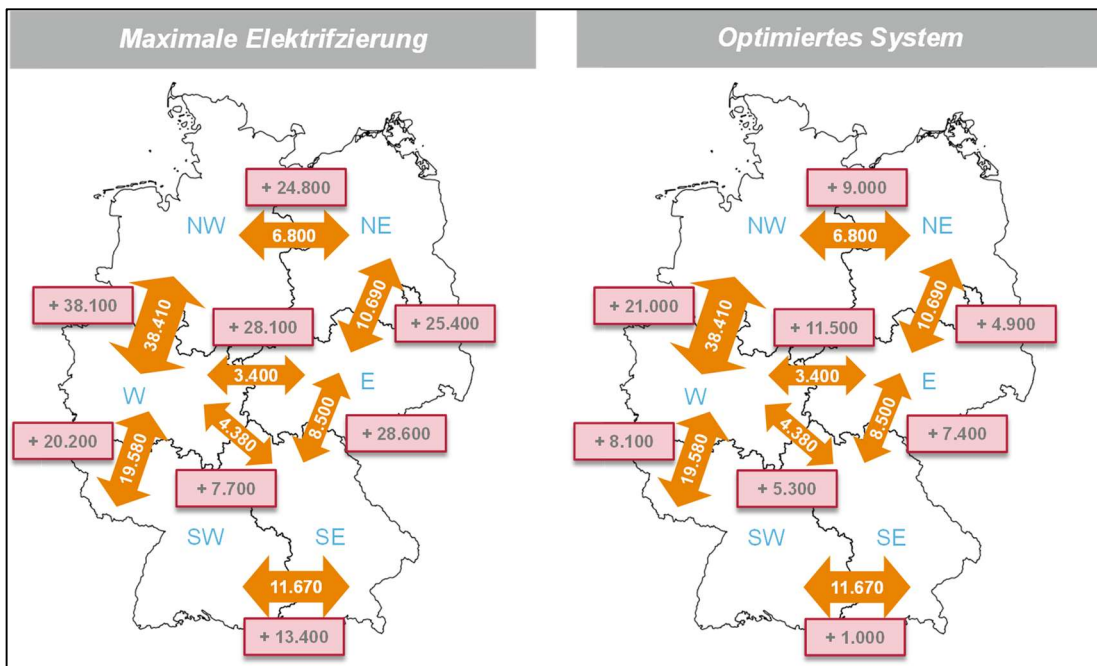 Maximale Elektrifzierung
+ 24.800
NW
NE
6.800
+ 38.100
38.410
+ 28.100
10.690
+ 25.400
W
3.400
E
+ 20.200
19.580
4.380
8.500
+ 28.600
+ 7.700
SW
SE
11.670
+ 13.400
Optimiertes System
+ 9.000
NW
NE
6.800
+ 21.000
38.410
+ 11.500
10.690
+ 4.900
W
3.400
E
+ 8.100
19.580
4.380
8.500
+ 7.400
+ 5.300
SW
SE
11.670
+ 1.000